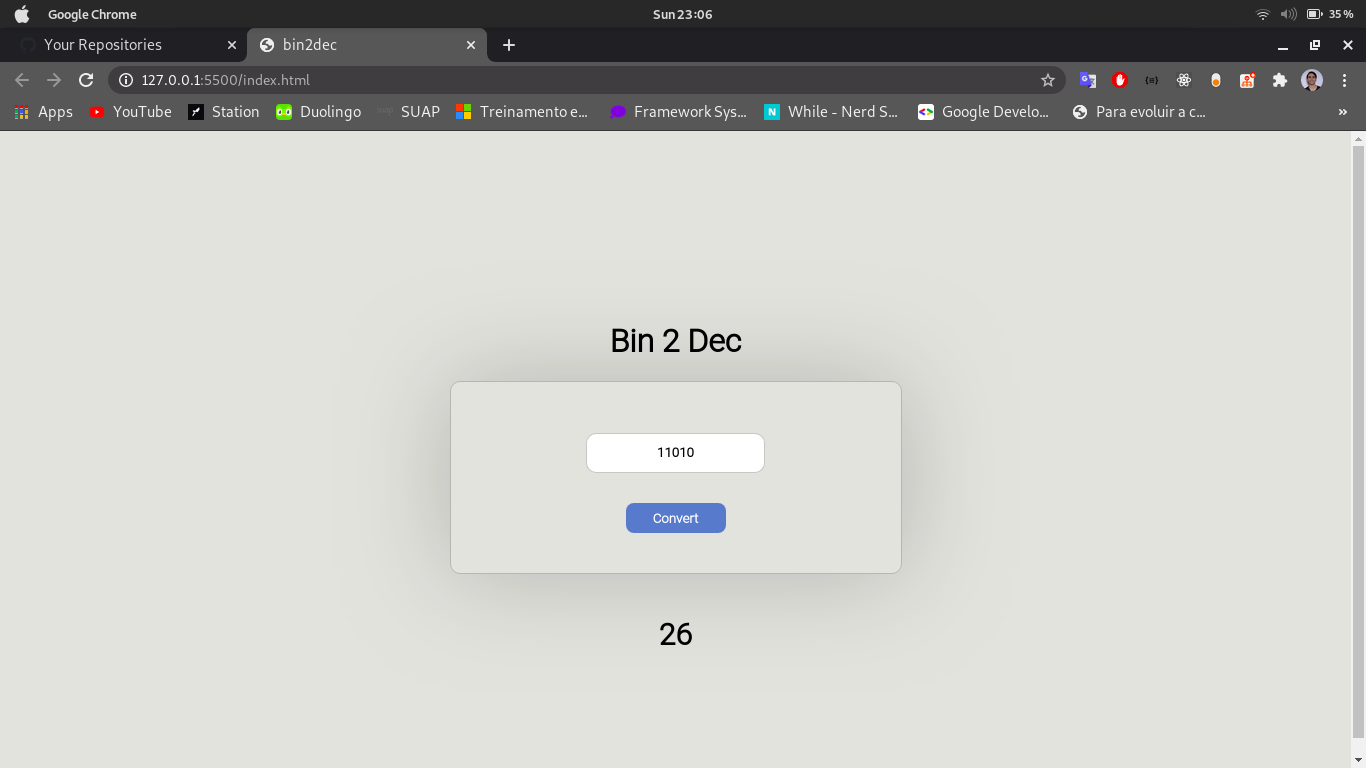 Google Chrome Sun 23:06 35 %
Your Repositories bin2dec
127.0.0.1:5500/index.html
Apps YouTube Station Duolingo SUAP Treinamento e... Framework Sys... N While - Nerd S... Google Develo... Para evoluir a c... »
Bin 2 Dec
11010
Convert
26